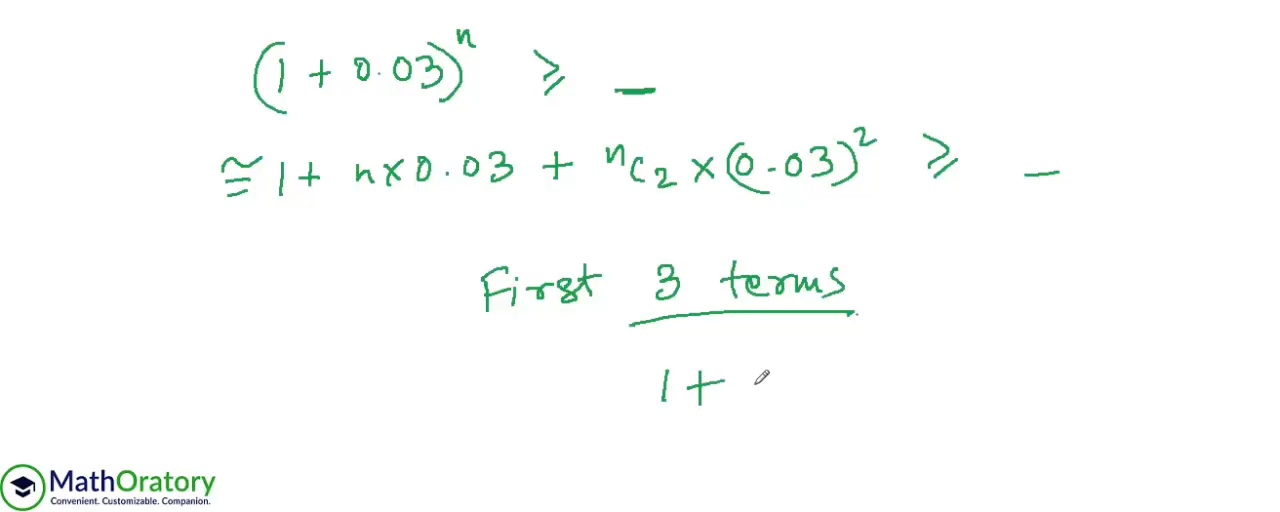 (1 + 0.03)ⁿ ⩾ _
≅ 1 + n × 0.03 + ⁿC₂ × (0.03)² ⩾ _
First 3 terms
1 +
MathOratory
Convenient. Customizable. Companion.